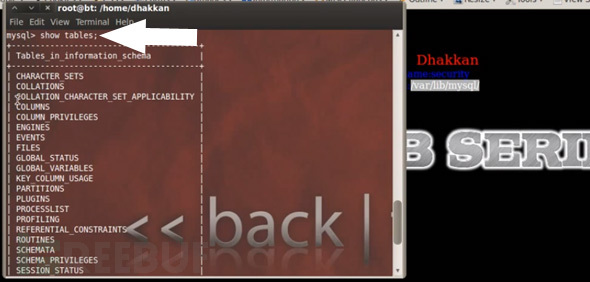 root@bt: /home/dhakkan
File Edit View Terminal Help
mysql> show tables;
Tables_in_information_schema
CHARACTER_SETS
COLLATIONS
COLLATION_CHARACTER_SET_APPLICABILITY
COLUMNS
COLUMN_PRIVILEGES
ENGINES
EVENTS
FILES
GLOBAL_STATUS
GLOBAL_VARIABLES
KEY_COLUMN_USAGE
PARTITIONS
PLUGINS
PROCESSLIST
PROFILING
REFERENTIAL_CONSTRAINTS
ROUTINES
SCHEMATA
SCHEMA_PRIVILEGES
SESSION_STATUS
<< back |
FREEBUF
Dhakkan
/var/lib/mysql/
B SERI